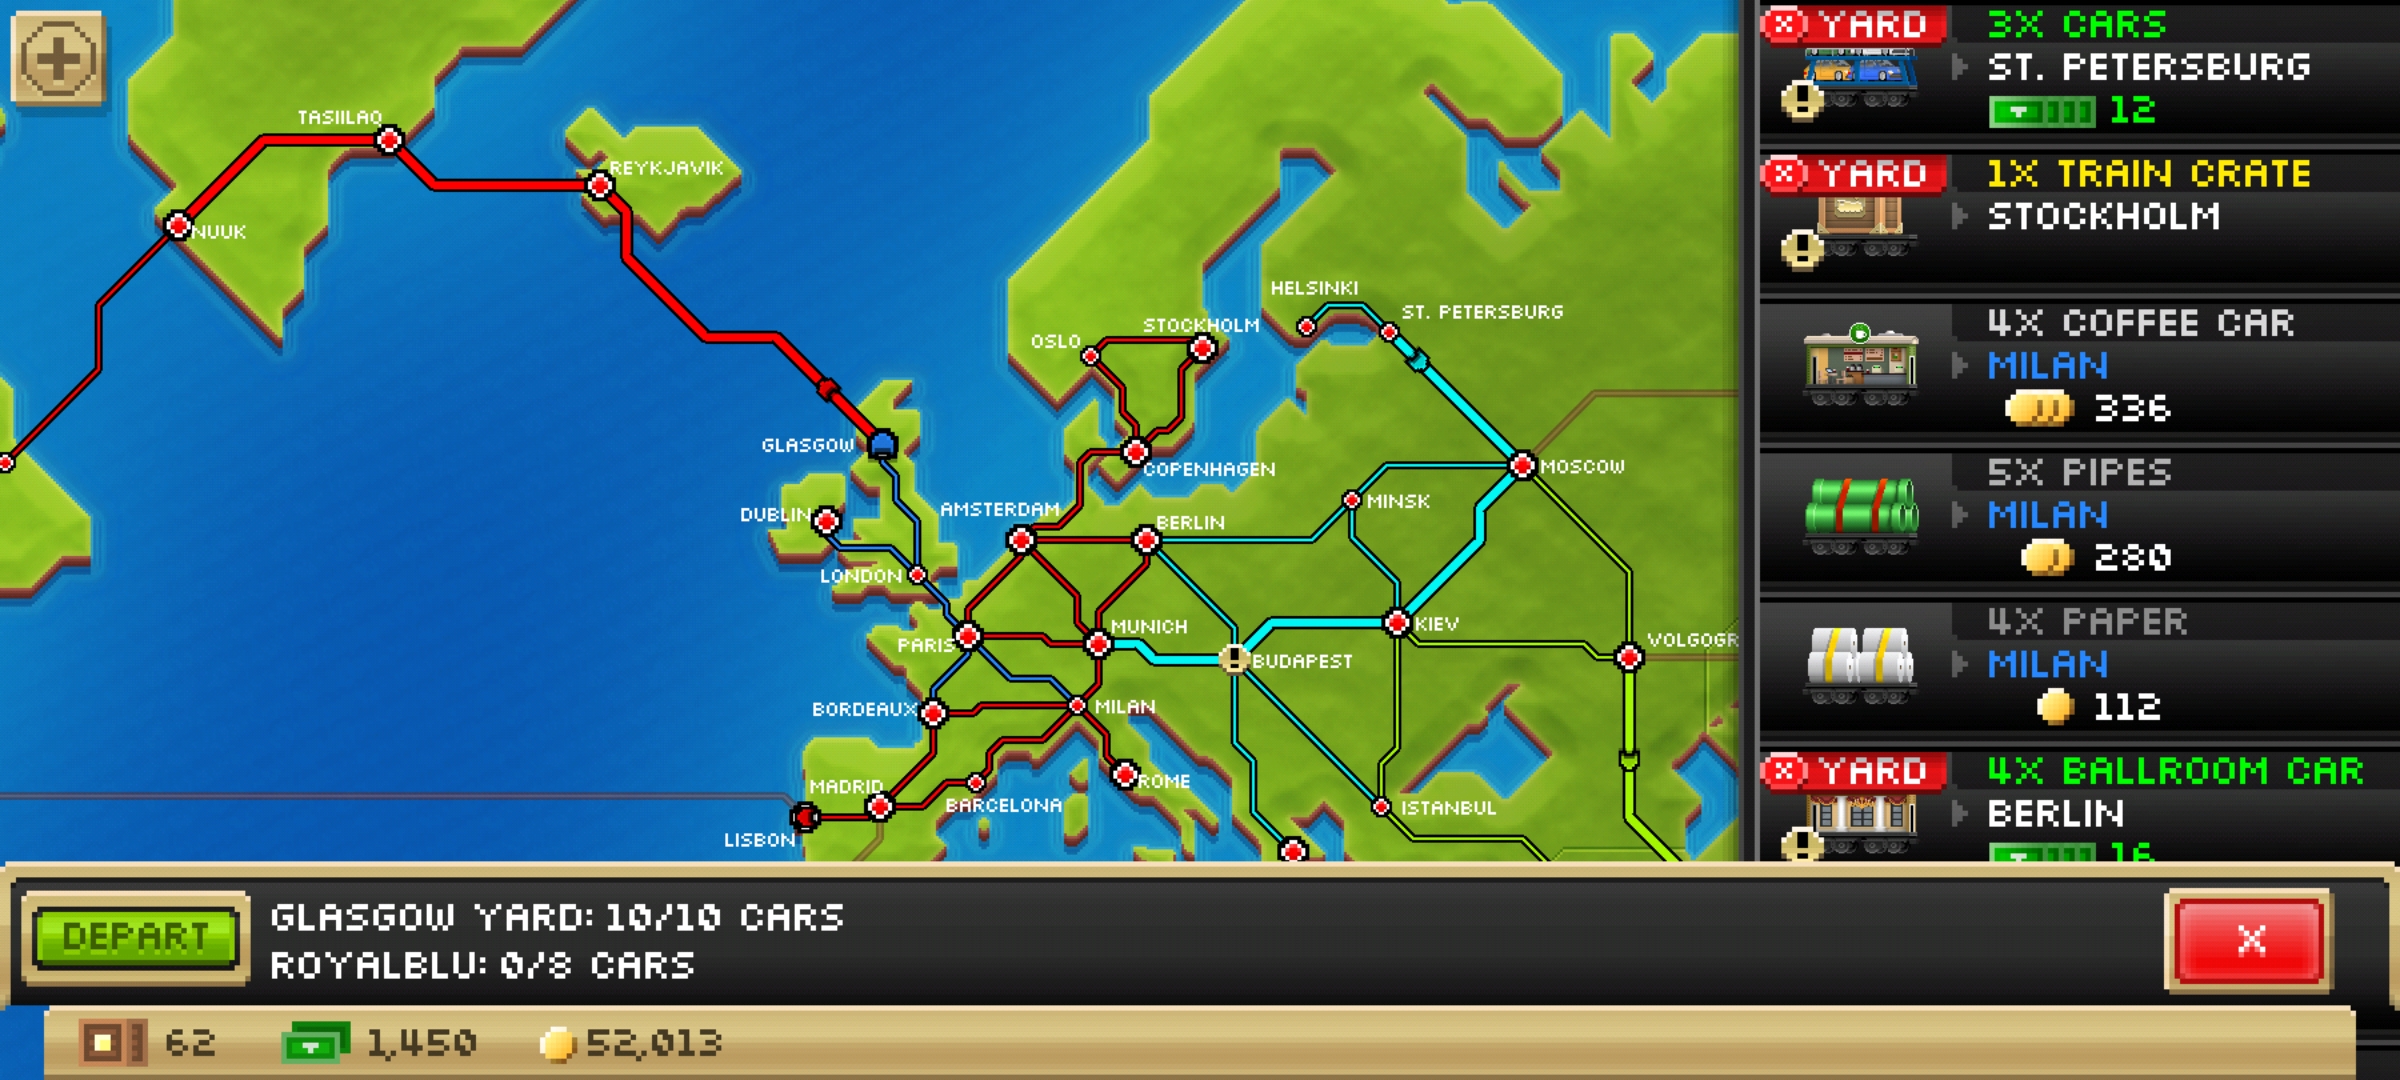 TASIILAQ
REYKJAVIK
NUUK
HELSINKI
ST. PETERSBURG
STOCKHOLM
OSLO
GLASGOW
COPENHAGEN
MOSCOW
MINSK
DUBLIN
AMSTERDAM
BERLIN
LONDON
MUNICH
KIEV
PARIS
BUDAPEST
VOLGOGR
BORDEAUX
MILAN
MADRID
ROME
BARCELONA
ISTANBUL
LISBON
YARD
3X CARS
ST. PETERSBURG
12
YARD
1X TRAIN CRATE
STOCKHOLM
4X COFFEE CAR
MILAN
336
5X PIPES
MILAN
280
4X PAPER
MILAN
112
YARD
4X BALLROOM CAR
BERLIN
16
DEPART
GLASGOW YARD: 10/10 CARS
ROYALBLU: 0/8 CARS
X
62
1,450
52,013